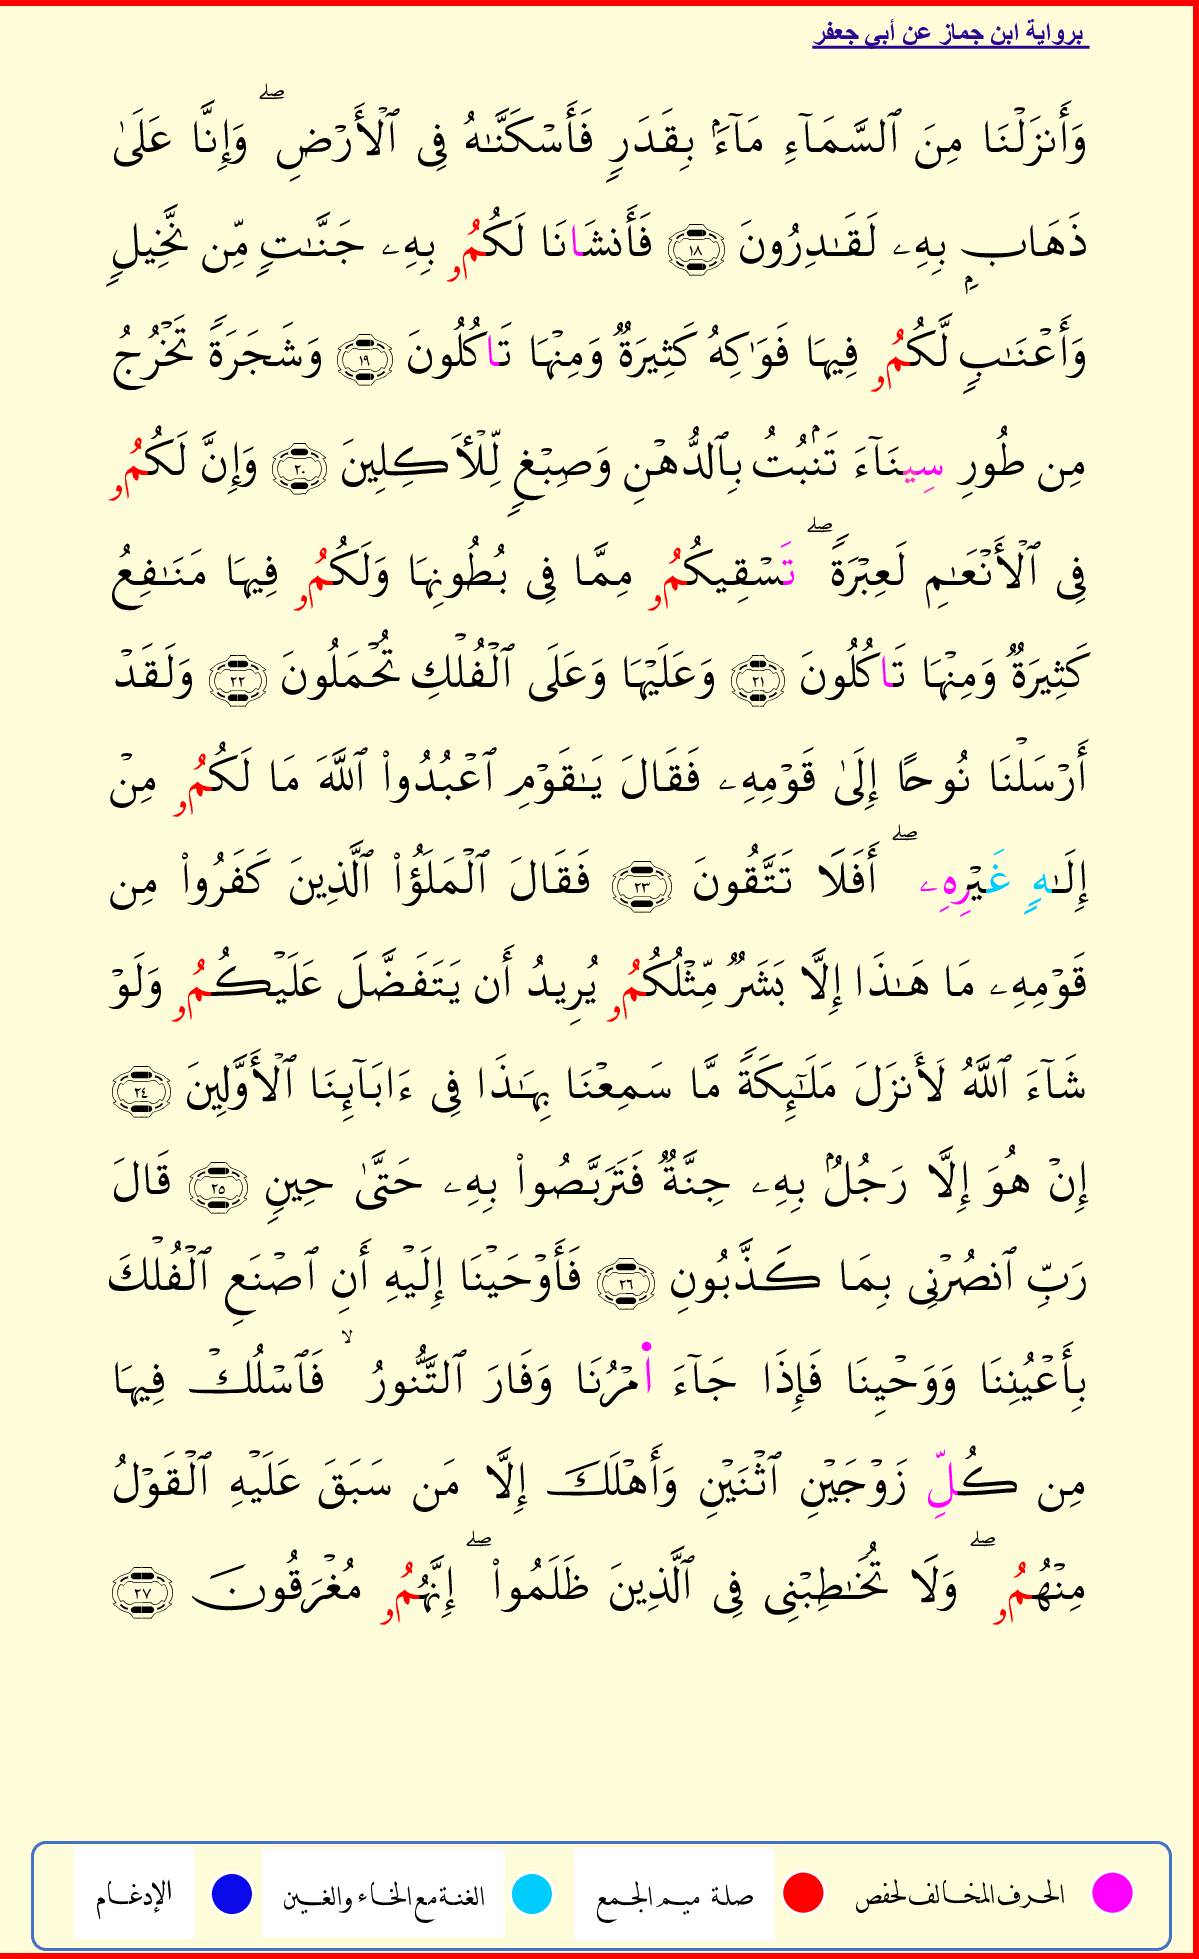 برواية ابن جماز عن أبي جعفر
وَأَنزَلْنَا مِنَ ٱلسَّمَآءِ مَآءَۢ بِقَدَرٖ فَأَسْكَنَّـٰهُ فِى ٱلْأَرْضِ ۖ وَإِنَّا عَلَىٰ
ذَهَابِۭ بِهِۦ لَقَـٰدِرُونَ ١٨ فَأَنشَانَا لَكُمُۥ بِهِۦ جَنَّـٰتٖ مِّن نَّخِيلٖ
وَأَعْنَـٰبٖ لَّكُمُۥ فِيهَا فَوَٰكِهُ كَثِيرَةٞ وَمِنْهَا تَاكُلُونَ ١٩ وَشَجَرَةٗ تَخْرُجُ
مِن طُورِ سِينَآءَ تَنۢبُتُ بِٱلدُّهْنِ وَصِبْغٖ لِّلْأَكِلِينَ ٢٠ وَإِنَّ لَكُمُۥ
فِى ٱلْأَنْعَـٰمِ لَعِبْرَةٗ ۖ تَسْقِيكُمُۥ مِمَّا فِى بُطُونِهَا وَلَكُمُۥ فِيهَا مَنَـٰفِعُ
كَثِيرَةٞ وَمِنْهَا تَاكُلُونَ ٢١ وَعَلَيْهَا وَعَلَى ٱلْفُلْكِ تُحْمَلُونَ ٢٢ وَلَقَدْ
أَرْسَلْنَا نُوحًا إِلَىٰ قَوْمِهِۦ فَقَالَ يَـٰقَوْمِ ٱعْبُدُوا۟ ٱللَّهَ مَا لَكُمُۥ مِنْ
إِلَـٰهٍ غَيْرِهِۦ ۖ أَفَلَا تَتَّقُونَ ٢٣ فَقَالَ ٱلْمَلَؤُا۟ ٱلَّذِينَ كَفَرُوا۟ مِن
قَوْمِهِۦ مَا هَـٰذَا إِلَّا بَشَرٞ مِّثْلُكُمُۥ يُرِيدُ أَن يَتَفَضَّلَ عَلَيْكُمُۥ وَلَوْ
شَآءَ ٱللَّهُ لَأَنزَلَ مَلَـٰٓئِكَةٗ مَّا سَمِعْنَا بِهَـٰذَا فِى ءَابَآئِنَا ٱلْأَوَّلِينَ ٢٤
إِنْ هُوَ إِلَّا رَجُلُۢ بِهِۦ جِنَّةٞ فَتَرَبَّصُوا۟ بِهِۦ حَتَّىٰ حِينٖ ٢٥ قَالَ
رَبِّ ٱنصُرْنِى بِمَا كَذَّبُونِ ٢٦ فَأَوْحَيْنَا إِلَيْهِ أَنِ ٱصْنَعِ ٱلْفُلْكَ
بِأَعْيُنِنَا وَوَحْيِنَا فَإِذَا جَآءَ ا۬مْرُنَا وَفَارَ ٱلتَّنُّورُ ۙ فَٱسْلُكْ فِيهَا
مِن كُلِّ زَوْجَيْنِ ٱثْنَيْنِ وَأَهْلَكَ إِلَّا مَن سَبَقَ عَلَيْهِ ٱلْقَوْلُ
مِنْهُمُۥ ۖ وَلَا تُخَـٰطِبْنِى فِى ٱلَّذِينَ ظَلَمُوا۟ ۖ إِنَّهُمُۥ مُغْرَقُونَ ٢٧
الحرف المخالف لحفص صلة ميم الجمع الغنة مع الخاء والغين الإدغام